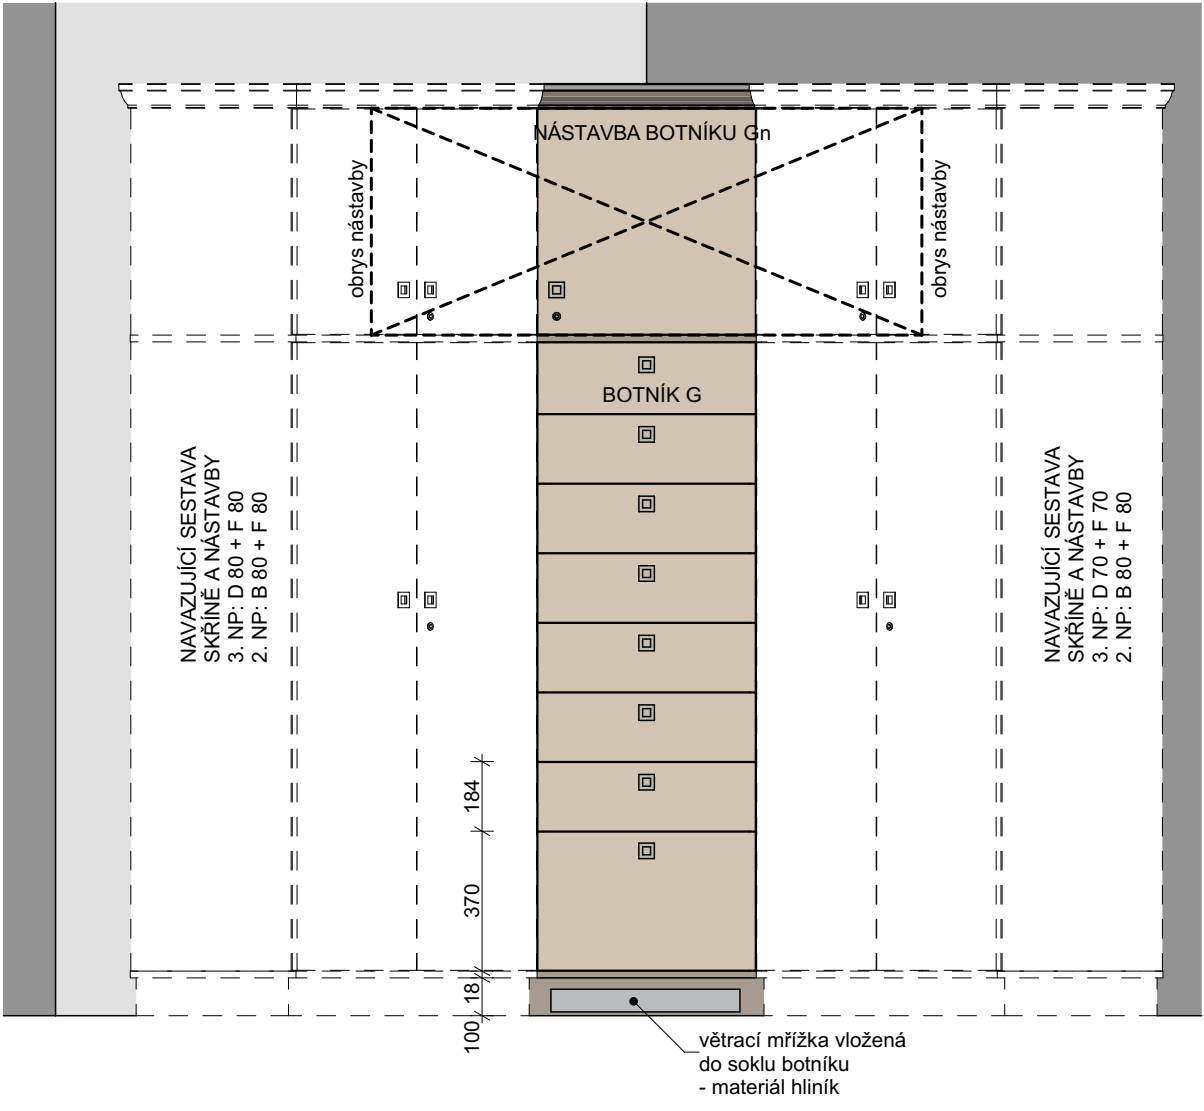 NÁSTAVBA BOTNÍKU Gn
obrys nástavby
obrys nástavby
BOTNÍK G
NAVAZUJÍCÍ SESTAVA
SKŘÍNĚ A NÁSTAVBY
3. NP: D 80 + F 80
2. NP: B 80 + F 80
NAVAZUJÍCÍ SESTAVA
SKŘÍNĚ A NÁSTAVBY
3. NP: D 70 + F 70
2. NP: B 80 + F 80
184
370
18
100
větrací mřížka vložená
do soklu botníku
- materiál hliník